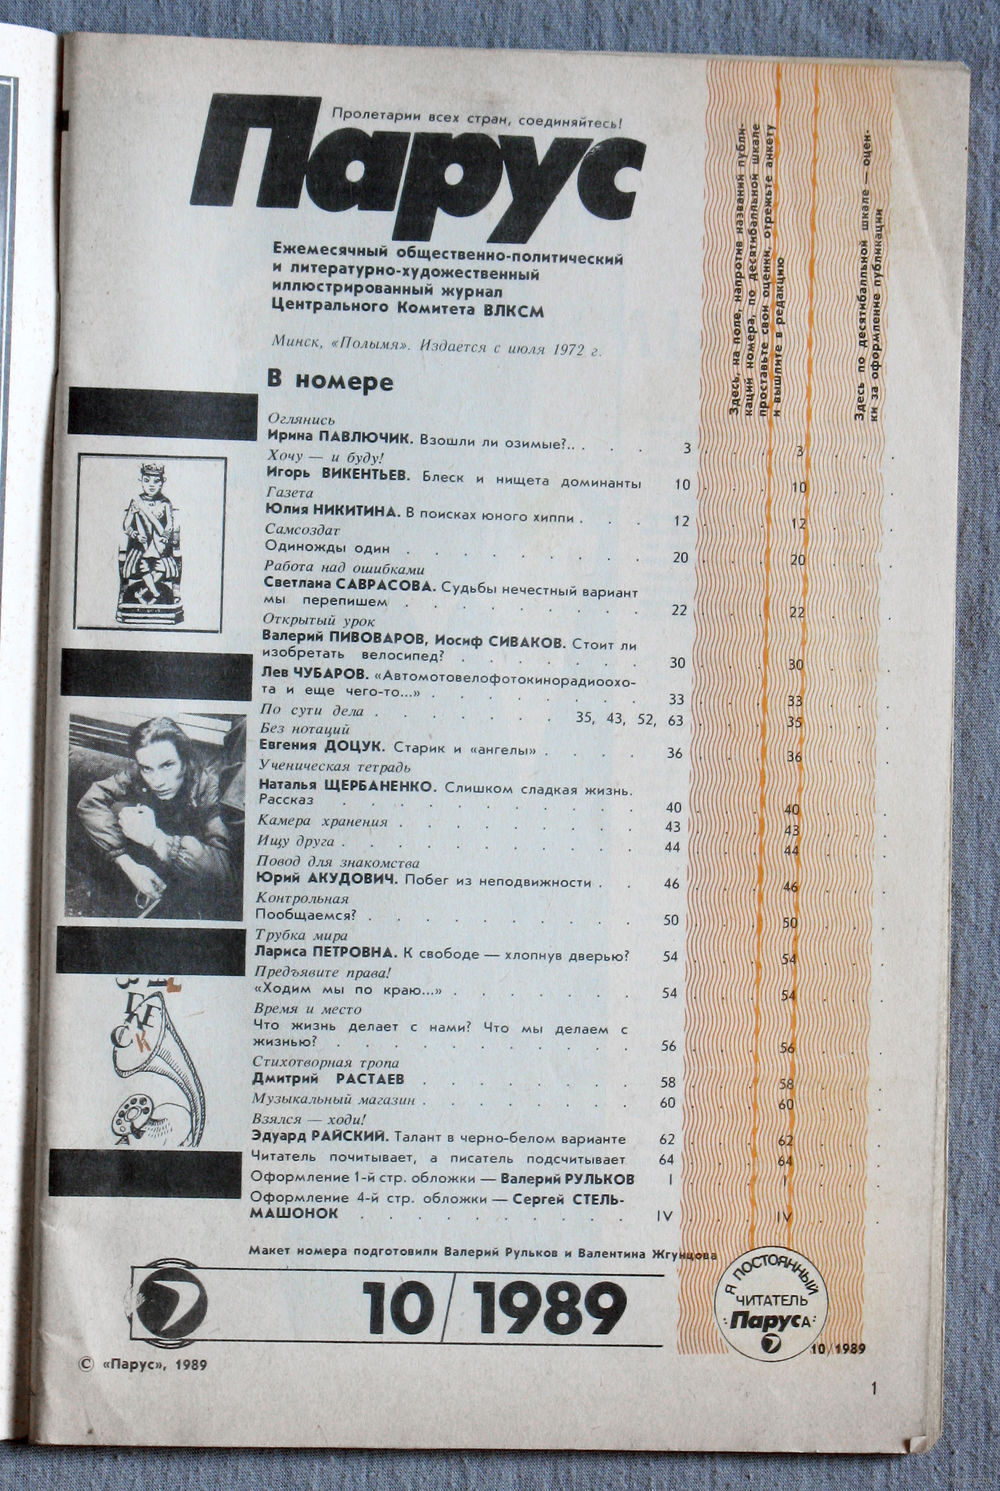 Пролетарии всех стран, соединяйтесь!
Парус
Ежемесячный общественно-политический
и литературно-художественный
иллюстрированный журнал
Центрального Комитета ВЛКСМ
Минск, «Полымя». Издается с июля 1972 г.
В номере
Оглянись
Ирина ПАВЛЮЧИК. Взошли ли озимые?.. . . . 3
Хочу — и буду!
Игорь ВИКЕНТЬЕВ. Блеск и нищета доминанты 10
Газета
Юлия НИКИТИНА. В поисках юного хиппи . . . 12
Самсоздат
Одиножды один . . . . . . . . 20
Работа над ошибками
Светлана САВРАСОВА. Судьбы нечестный вариант
мы перепишем . . . . . . . . 22
Открытый урок
Валерий ПИВОВАРОВ, Иосиф СИВАКОВ. Стоит ли
изобретать велосипед? . . . . . . . 30
Лев ЧУБАРОВ. «Автомотовелофотокинорадиоохо-
та и еще чего-то...» . . . . . . . 33
По сути дела . . . . . . 35, 43, 52, 63
Без нотаций
Евгения ДОЦУК. Старик и «ангелы» . . . . 36
Ученическая тетрадь
Наталья ЩЕРБАНЕНКО. Слишком сладкая жизнь.
Рассказ . . . . . . . . . . 40
Камера хранения . . . . . . . . 43
Ищу друга . . . . . . . . . . 44
Повод для знакомства
Юрий АКУДОВИЧ. Побег из неподвижности . . 46
Контрольная
Пообщаемся? . . . . . . . . . 50
Трубка мира
Лариса ПЕТРОВНА. К свободе — хлопнув дверью? 54
Предъявите права!
«Ходим мы по краю...» . . . . . . 54
Время и место
Что жизнь делает с нами? Что мы делаем с
жизнью? . . . . . . . . . . 56
Стихотворная тропа
Дмитрий РАСТАЕВ . . . . . . . 58
Музыкальный магазин . . . . . . . 60
Взялся — ходи!
Эдуард РАЙСКИЙ. Талант в черно-белом варианте 62
Читатель почитывает, а писатель подсчитывает 64
Оформление 1-й стр. обложки — Валерий РУЛЬКОВ I
Оформление 4-й стр. обложки — Сергей СТЕЛЬ-
МАШОНОК . . . . . . . . . IV
Макет номера подготовили Валерий Рульков и Валентина Жгунцова
10/1989
© «Парус», 1989
Здесь, на поле, напротив названий публи-
каций номера, по десятибалльной шкале
проставьте свои оценки, отрежьте анкету
и вышлите в редакцию
Здесь по десятибалльной шкале — оцен-
ки за оформление публикации
3
10
12
20
22
30
33
35
36
40
43
44
46
50
54
54
56
58
60
62
64
I
IV
Я ПОСТОЯННЫЙ
ЧИТАТЕЛЬ
ПАРУСА
10/1989
1